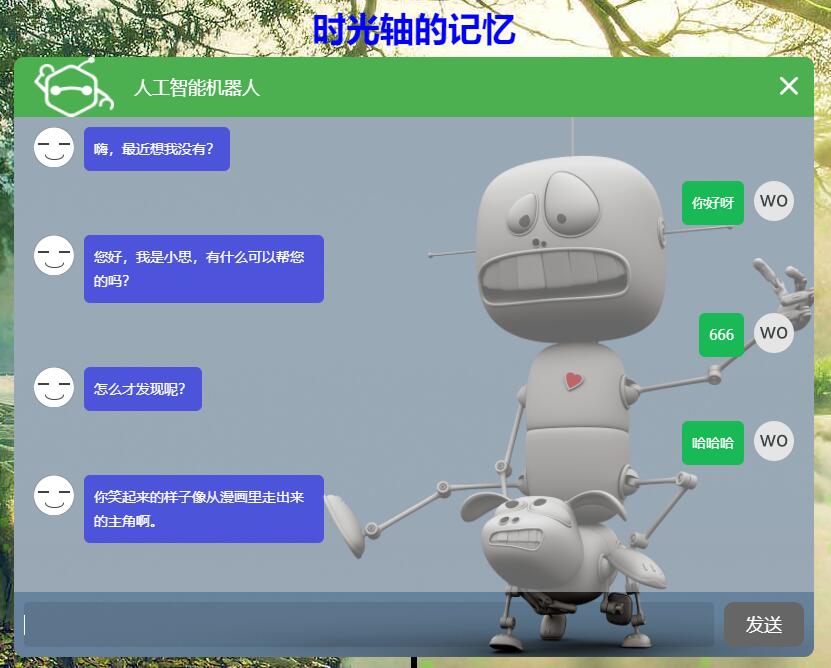 时光轴的记忆
人工智能机器人
嗨，最近想我没有？
你好呀
WO
您好，我是小思，有什么可以帮您
的吗？
666
WO
怎么才发现呢？
哈哈哈
WO
你笑起来的样子像从漫画里走出来
的主角啊。
发送